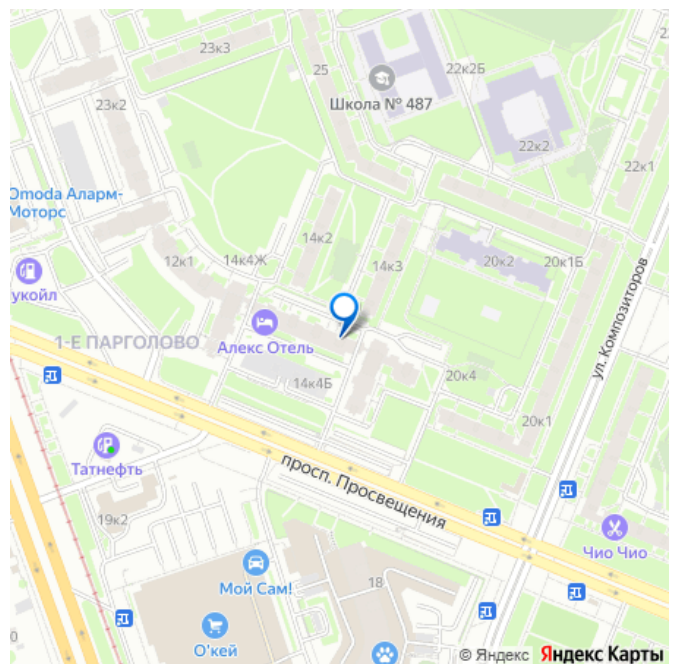 23к3
25
22к2Б
Школа № 487
23к2
22к2
22к1
Omoda Аларм-
Моторс
14к2
14к3
12к1
14к4Ж
20к2
20к1Б
укойл
ул. Композиторов
1-Е ПАРГОЛОВО
Алекс Отель
14к4Б
20к4
20к1
Татнефть
просп. Просвещения
19к2
Чио Чио
Мой Сам!
18
О'кей
© Яндекс Яндекс Карты